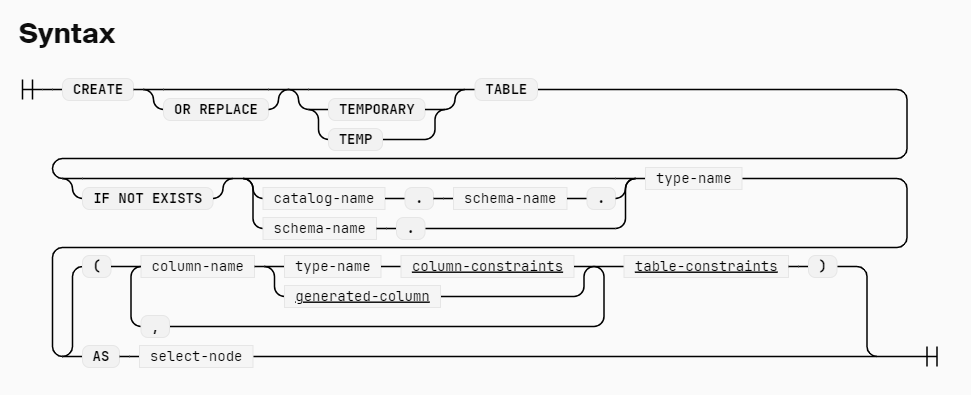 Syntax
CREATE TABLE
OR REPLACE TEMPORARY
TEMP
type-name
IF NOT EXISTS catalog-name . schema-name .
schema-name .
( column-name type-name column-constraints table-constraints )
generated-column
,
AS select-node